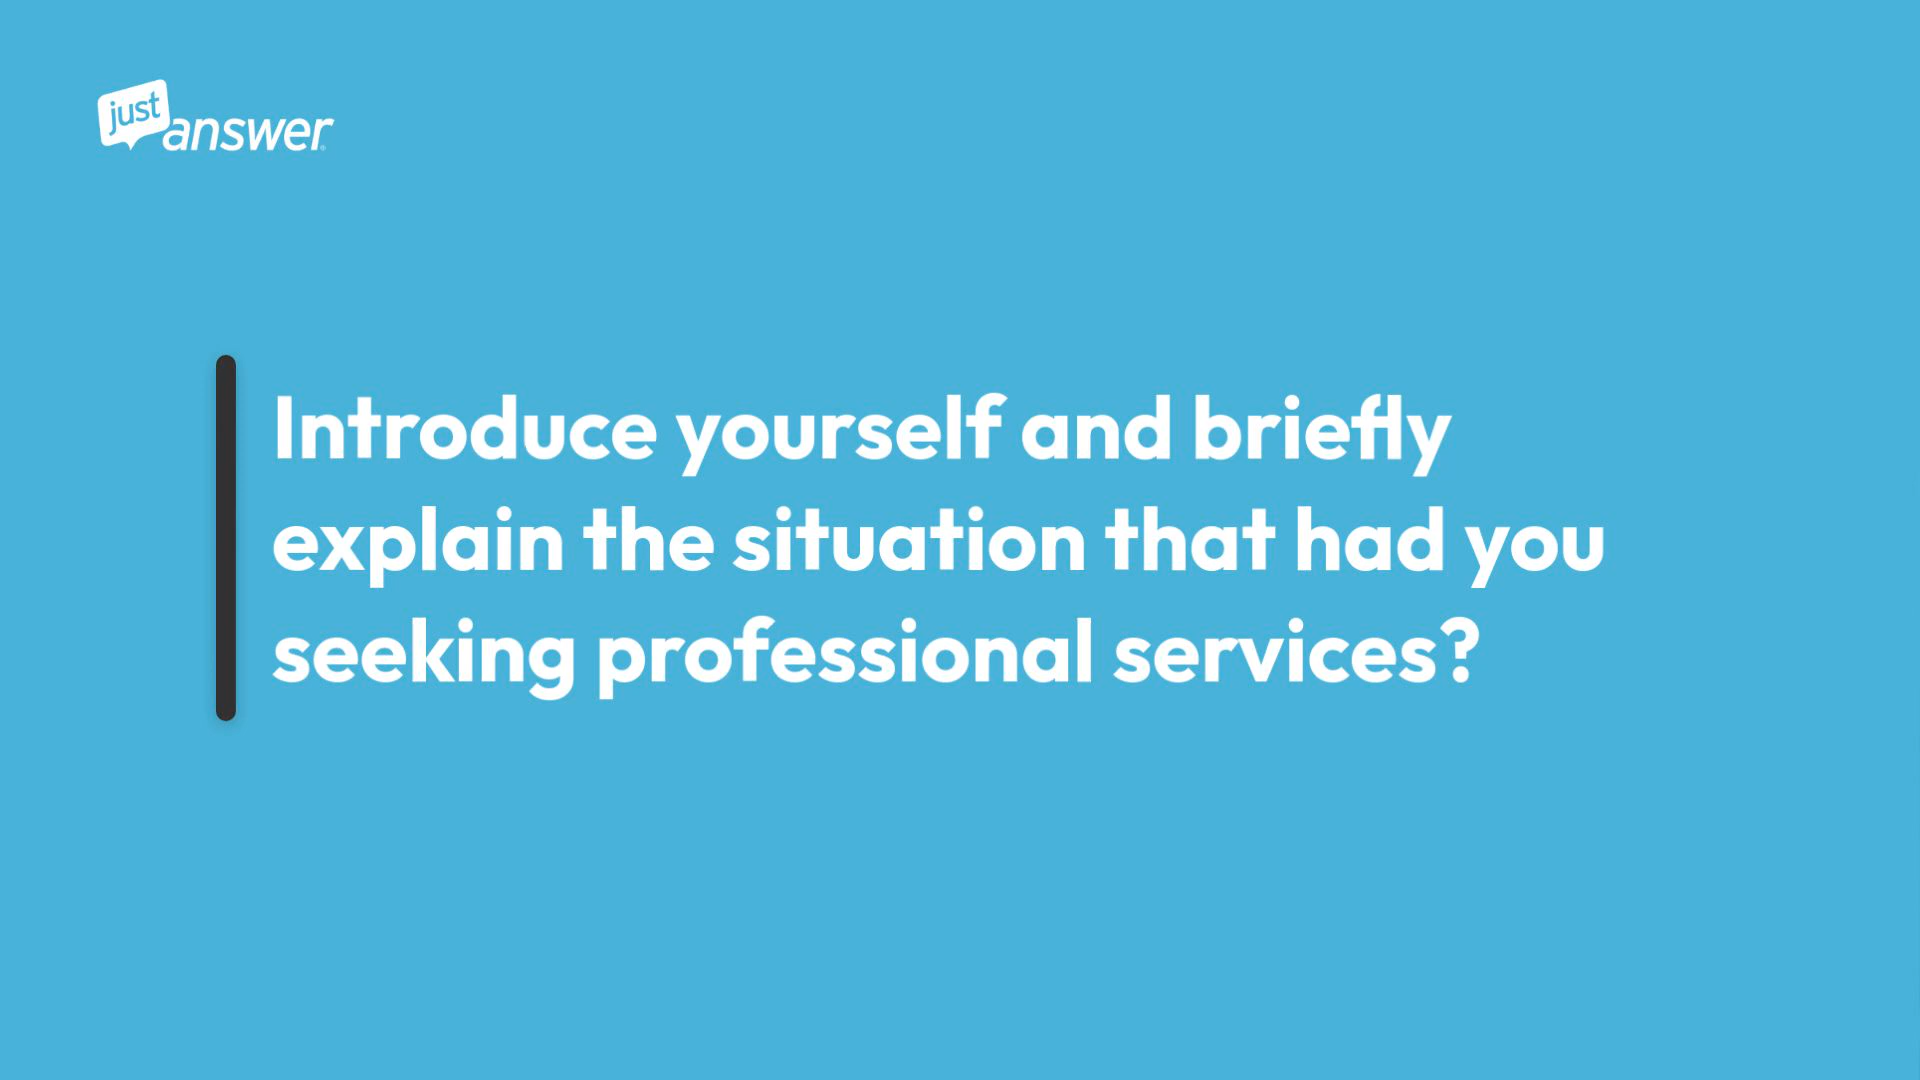 just
answer
Introduce yourself and briefly
explain the situation that had you
seeking professional services?